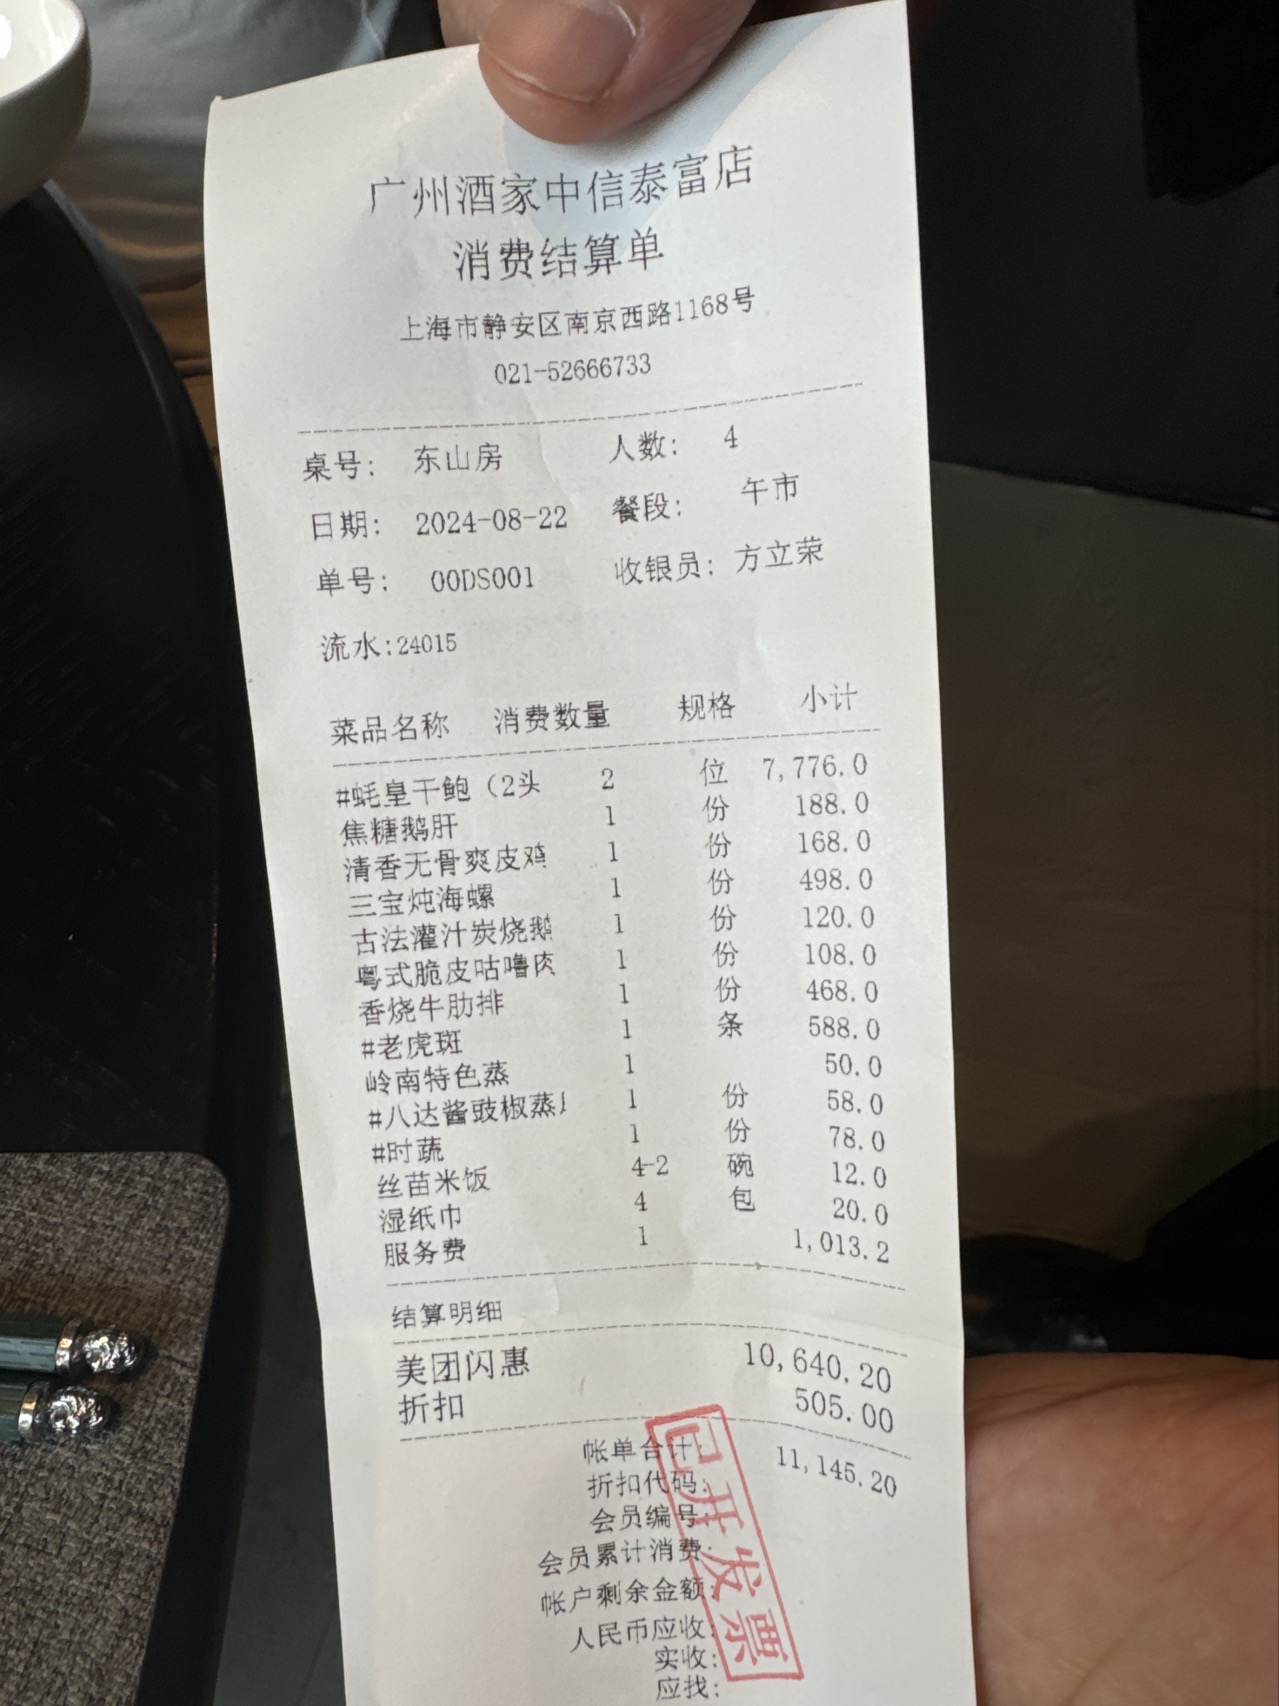 广州酒家中信泰富店
消费结算单
上海市静安区南京西路1168号
021-52666733
桌号: 东山房 人数: 4
日期: 2024-08-22 餐段: 午市
单号: 00DS001 收银员: 方立荣
流水:24015
菜品名称 消费数量 规格 小计
#蚝皇干鲍（2头 2 位 7,776.0
焦糖鹅肝 1 份 188.0
清香无骨爽皮鸡 1 份 168.0
三宝炖海螺 1 份 498.0
古法灌汁炭烧鹅 1 份 120.0
粤式脆皮咕噜肉 1 份 108.0
香烧牛肋排 1 份 468.0
#老虎斑 1 条 588.0
岭南特色蒸 1 50.0
#八达酱豉椒蒸 1 份 58.0
#时蔬 1 份 78.0
丝苗米饭 4-2 碗 12.0
湿纸巾 4 包 20.0
服务费 1 1,013.2
结算明细
美团闪惠 10,640.20
折扣 505.00
帐单合计: 11,145.20
折扣代码:
会员编号:
会员累计消费:
帐户剩余金额:
人民币应收:
实收:
应找:
已开发票